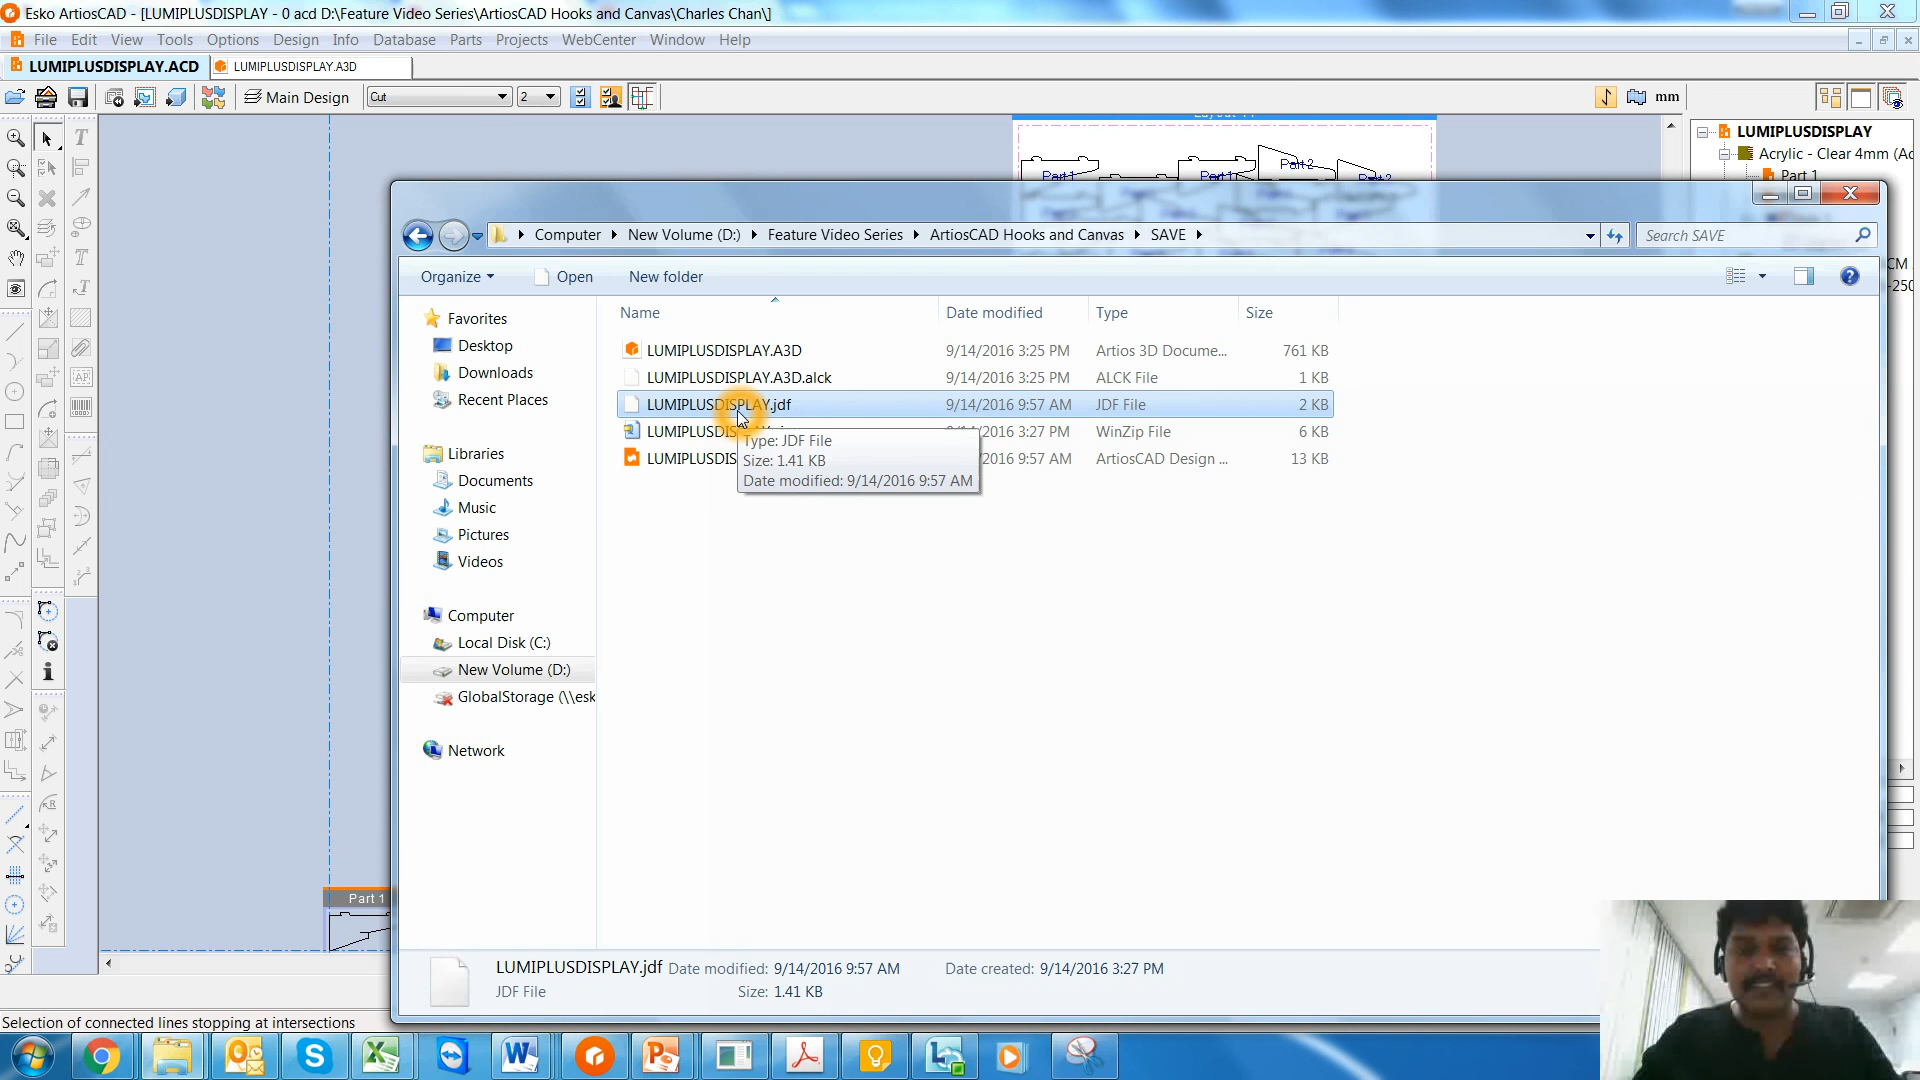 Esko ArtiosCAD - [LUMIPLUSDISPLAY - 0 acd D:\Feature Video Series\ArtiosCAD Hooks and Canvas\Charles Chan\]
File Edit View Tools Options Design Info Database Parts Projects WebCenter Window Help
LUMIPLUSDISPLAY.ACD LUMIPLUSDISPLAY.A3D
Main Design Cut 2 mm
LUMIPLUSDISPLAY
Acrylic - Clear 4mm (Ac
Part 1
Part1 Part1 Part2 Part2
Computer New Volume (D:) Feature Video Series ArtiosCAD Hooks and Canvas SAVE Search SAVE
Organize Open New folder
Name Date modified Type Size
LUMIPLUSDISPLAY.A3D 9/14/2016 3:25 PM Artios 3D Docume... 761 KB
LUMIPLUSDISPLAY.A3D.alck 9/14/2016 3:25 PM ALCK File 1 KB
LUMIPLUSDISPLAY.jdf 9/14/2016 9:57 AM JDF File 2 KB
LUMIPLUSDIS /2016 3:27 PM WinZip File 6 KB
LUMIPLUSDIS /2016 9:57 AM ArtiosCAD Design ... 13 KB
Type: JDF File
Size: 1.41 KB
Date modified: 9/14/2016 9:57 AM
Favorites
Desktop
Downloads
Recent Places
Libraries
Documents
Music
Pictures
Videos
Computer
Local Disk (C:)
New Volume (D:)
GlobalStorage (\\esk
Network
CM
-250
Part 1
LUMIPLUSDISPLAY.jdf Date modified: 9/14/2016 9:57 AM Date created: 9/14/2016 3:27 PM
JDF File Size: 1.41 KB
Selection of connected lines stopping at intersections